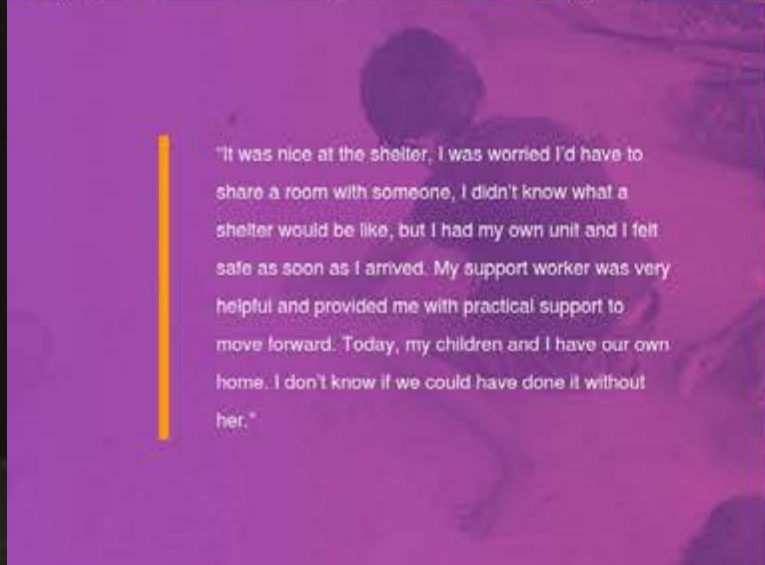 "It was nice at the shelter, I was worried I'd have to
share a room with someone, I didn't know what a
shelter would be like, but I had my own unit and I felt
safe as soon as I arrived. My support worker was very
helpful and provided me with practical support to
move forward. Today, my children and I have our own
home. I don't know if we could have done it without
her."